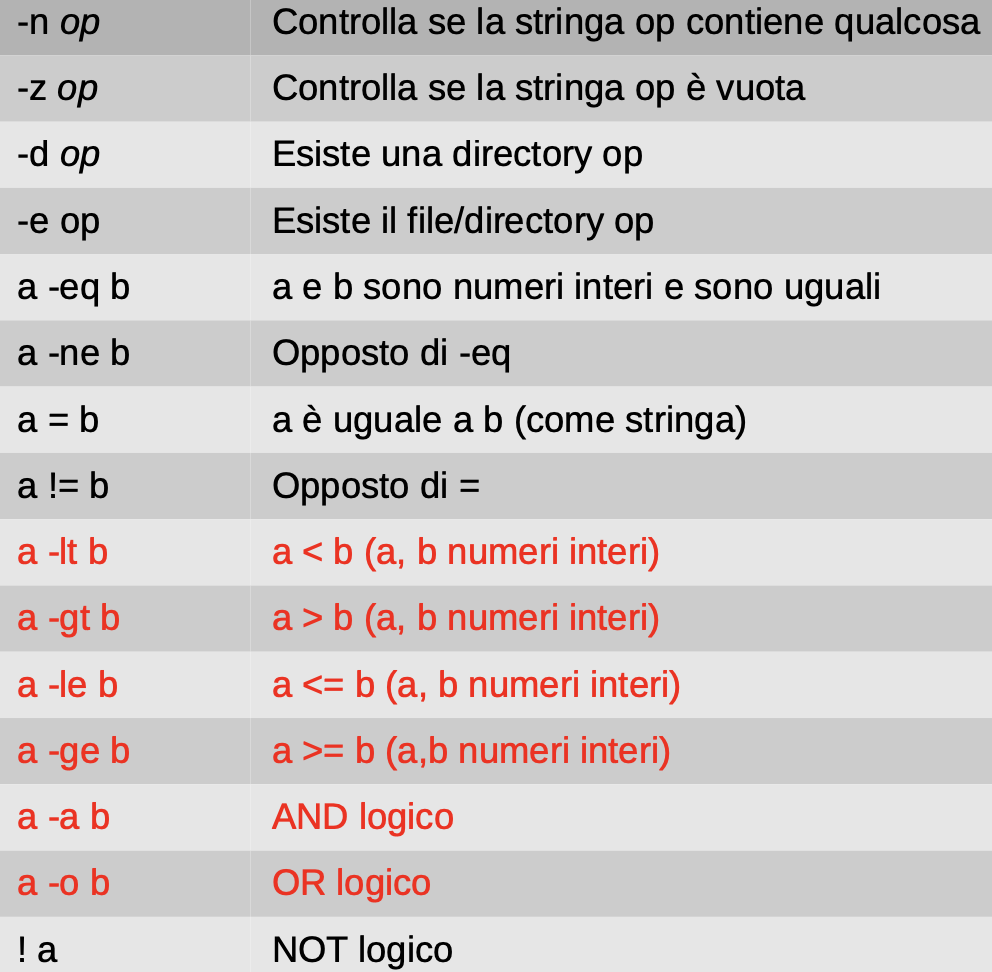 -n op Controlla se la stringa op contiene qualcosa
-z op Controlla se la stringa op è vuota
-d op Esiste una directory op
-e op Esiste il file/directory op
a -eq b a e b sono numeri interi e sono uguali
a -ne b Opposto di -eq
a = b a è uguale a b (come stringa)
a != b Opposto di =
a -lt b a < b (a, b numeri interi)
a -gt b a > b (a, b numeri interi)
a -le b a <= b (a, b numeri interi)
a -ge b a >= b (a,b numeri interi)
a -a b AND logico
a -o b OR logico
! a NOT logico